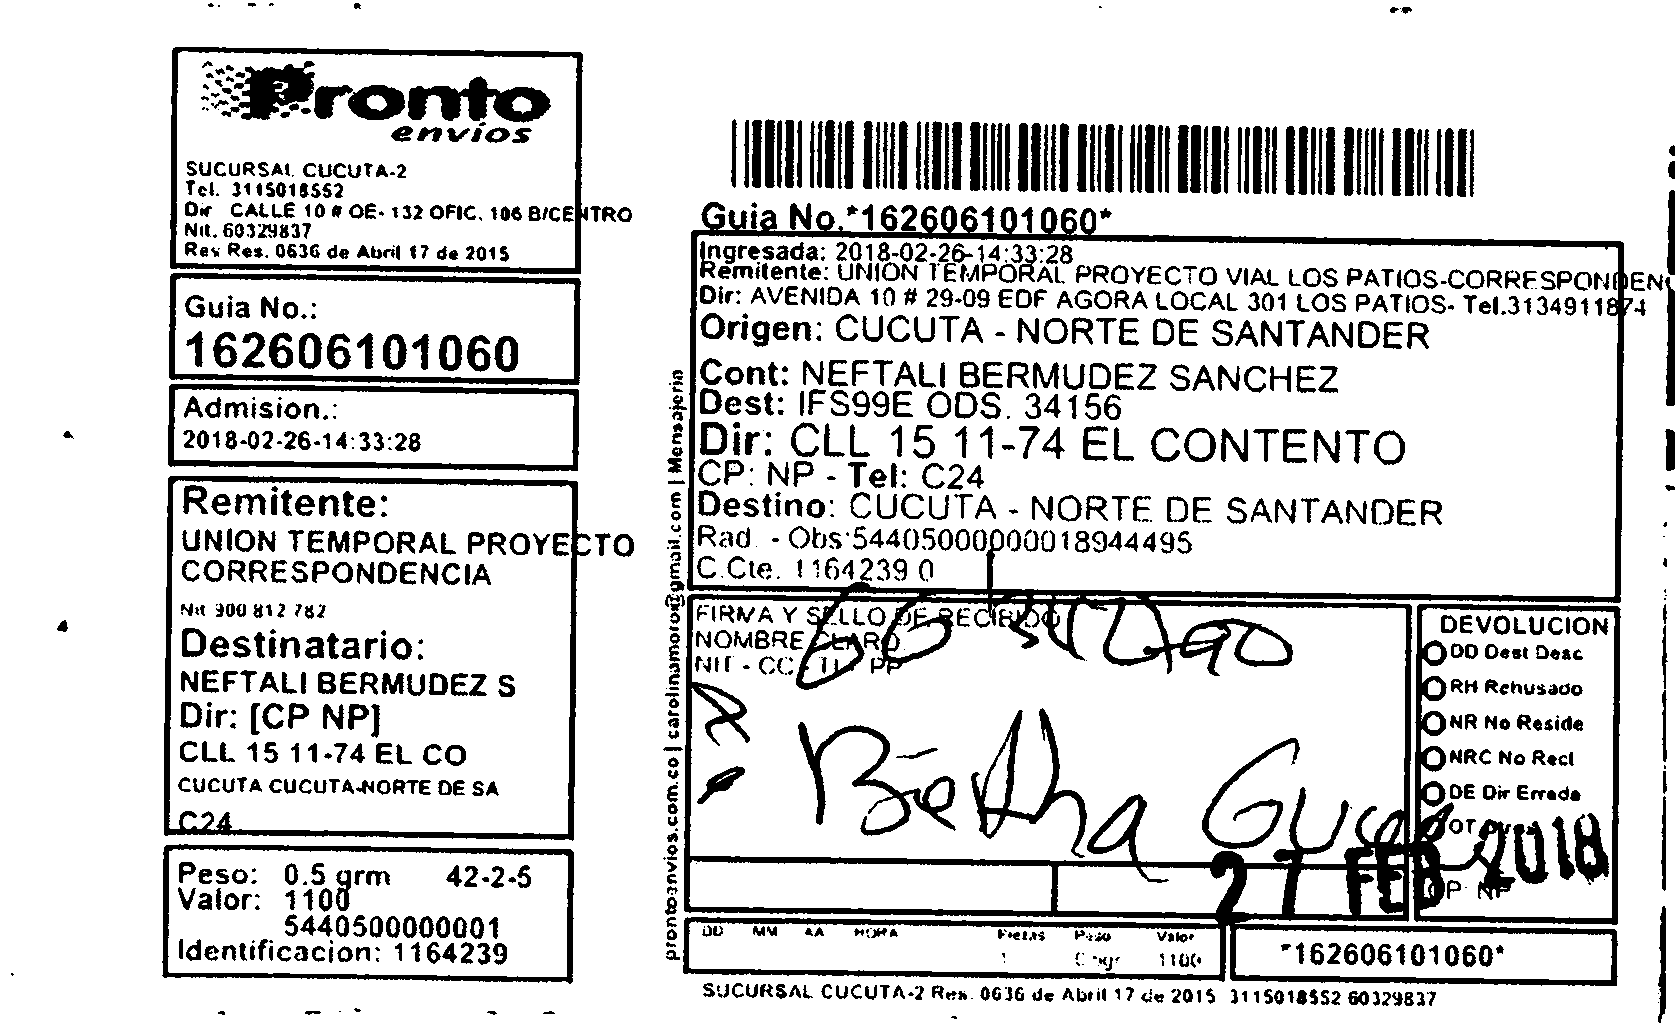 Pronto
envios
SUCURSAL CUCUTA-2
Tel. 3115018552
Dir CALLE 10 # OE- 132 OFIC. 106 B/CENTRO
Nit. 60329837
Rev Res. 0636 de Abril 17 de 2015
Guia No.:
162606101060
Admision.:
2018-02-26-14:33:28
Remitente:
UNION TEMPORAL PROYECTO
CORRESPONDENCIA
Nit 900 812 782
Destinatario:
NEFTALI BERMUDEZ S
Dir: [CP NP]
CLL 15 11-74 EL CO
CUCUTA CUCUTA-NORTE DE SA
C24
Peso: 0.5 grm 42-2-5
Valor: 1100
5440500000001
Identificacion: 1164239
prontoenvios.com.co | carolinamoro@gmail.com | Mensajeria
Guia No.*162606101060*
Ingresada: 2018-02-26-14:33:28
Remitente: UNION TEMPORAL PROYECTO VIAL LOS PATIOS-CORRESPONDENC
Dir: AVENIDA 10 # 29-09 EDF AGORA LOCAL 301 LOS PATIOS- Tel.3134911874
Origen: CUCUTA - NORTE DE SANTANDER
Cont: NEFTALI BERMUDEZ SANCHEZ
Dest: IFS99E ODS. 34156
Dir: CLL 15 11-74 EL CONTENTO
CP: NP - Tel: C24
Destino: CUCUTA - NORTE DE SANTANDER
Rad. - Obs:54405000000018944495
C.Cte. 1164239 0
FIRMA Y SELLO DE RECIBIDO
NOMBRE CLARO
NIT - CC - TL - PP
Bertha
27 FEB 2018
DEVOLUCION
DD Dest Desc
RH Rehusado
NR No Reside
NRC No Recl
DE Dir Errada
OT
CP: NP
DD MM AA HORA Piezas Peso Valor
1 1100
*162606101060*
SUCURSAL CUCUTA-2 Res. 0636 de Abril 17 de 2015 3115018552 60329837